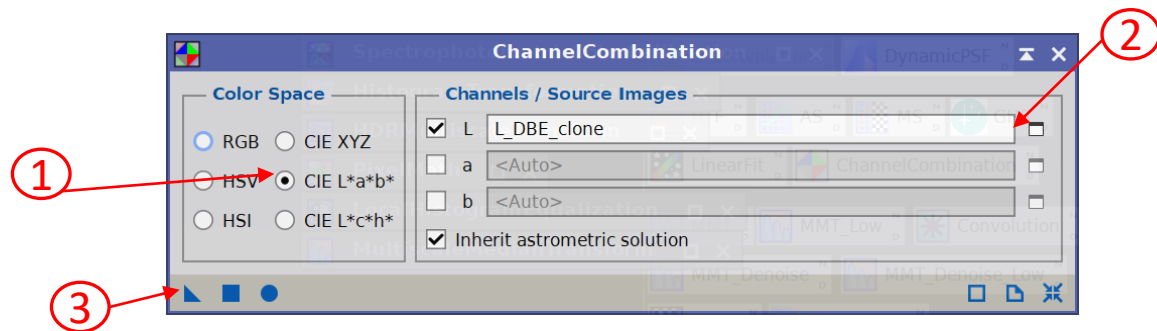 ChannelCombination
2
Color Space
Channels / Source Images
RGB
CIE XYZ
L
L_DBE_clone
1
HSV
CIE L*a*b*
a
<Auto>
HSI
CIE L*c*h*
b
<Auto>
Inherit astrometric solution
3
DynamicPSF
AS
MS
LinearFit
ChannelCombination
MMT_Low
Convolution
MMT_Denoise
MMT_Denoise_Low